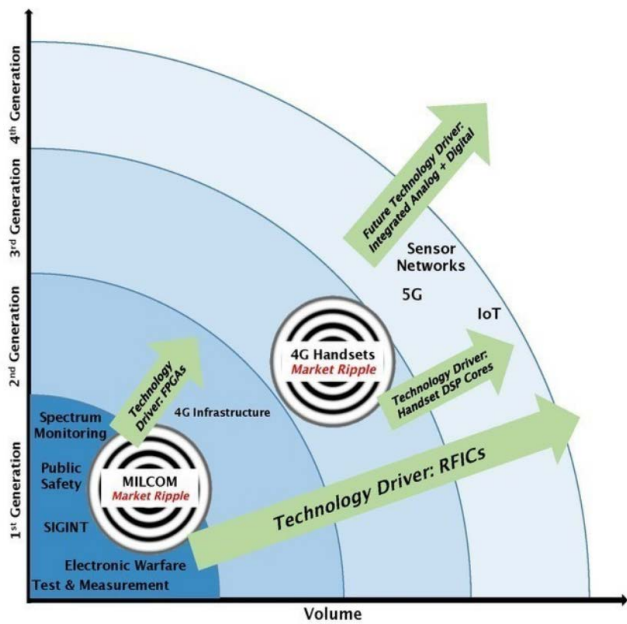 4th Generation
3rd Generation
2nd Generation
1st Generation
Future Technology Driver:
Integrated Analog + Digital
Sensor
Networks
5G
IoT
4G Handsets
Market Ripple
Technology Driver:
Handset DSP Cores
Technology
Driver: FPGAs
4G Infrastructure
Spectrum
Monitoring
Public
Safety
MILCOM
Market Ripple
SIGINT
Technology Driver: RFICs
Electronic Warfare
Test & Measurement
Volume